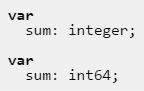 var
sum: integer;
var
sum: int64;